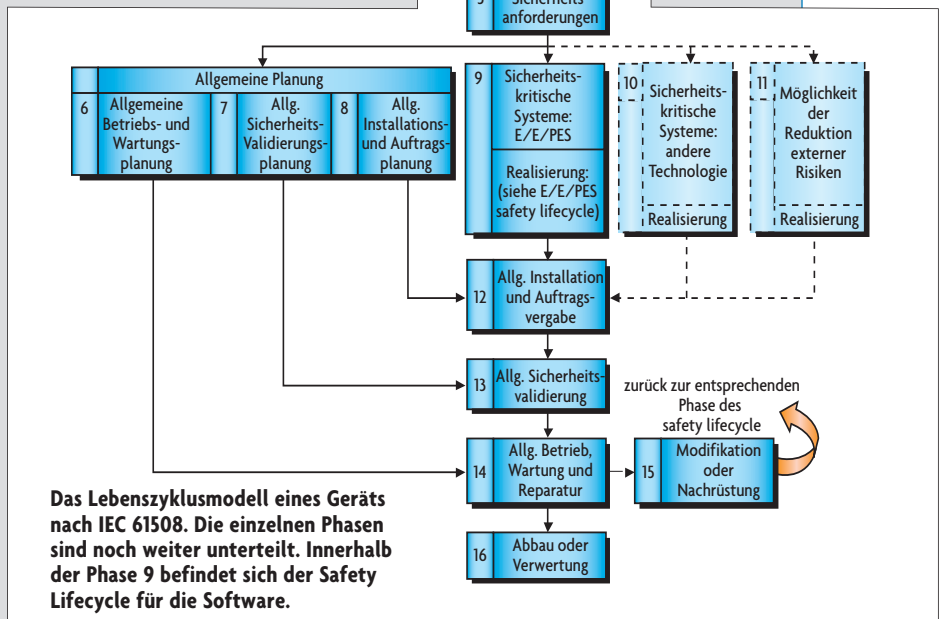 5
Sicherheits-
anforderungen
Allgemeine Planung
6
Allgemeine
Betriebs- und
Wartungs-
planung
7
Allg.
Sicherheits-
Validierungs-
planung
8
Allg.
Installations-
und Auftrags-
planung
9
Sicherheits-
kritische
Systeme:
E/E/PES
Realisierung:
(siehe E/E/PES
safety lifecycle)
10
Sicherheits-
kritische
Systeme:
andere
Technologie
Realisierung
11
Möglichkeit
der
Reduktion
externer
Risiken
Realisierung
12
Allg. Installation
und Auftrags-
vergabe
13
Allg. Sicherheits-
validierung
zurück zur entsprechenden
Phase des
safety lifecycle
14
Allg. Betrieb,
Wartung und
Reparatur
15
Modifikation
oder
Nachrüstung
16
Abbau oder
Verwertung
Das Lebenszyklusmodell eines Geräts
nach IEC 61508. Die einzelnen Phasen
sind noch weiter unterteilt. Innerhalb
der Phase 9 befindet sich der Safety
Lifecycle für die Software.